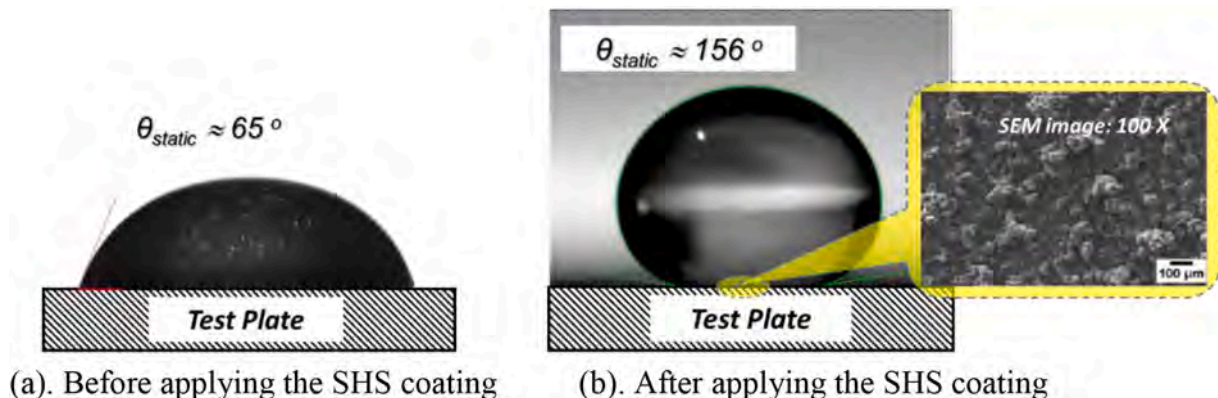 θstatic ≈ 65 o
Test Plate
(a). Before applying the SHS coating
θstatic ≈ 156 o
SEM image: 100 X
100 μm
Test Plate
(b). After applying the SHS coating